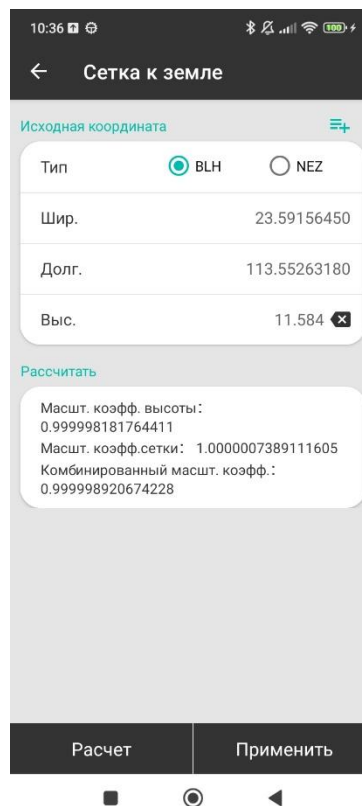 10:36 100
Сетка к земле
Исходная координата
Тип BLH NEZ
Шир. 23.59156450
Долг. 113.55263180
Выс. 11.584
Рассчитать
Масшт. коэфф. высоты:
0.999998181764411
Масшт. коэфф.сетки: 1.0000007389111605
Комбинированный масшт. коэфф.:
0.999998920674228
Расчет Применить